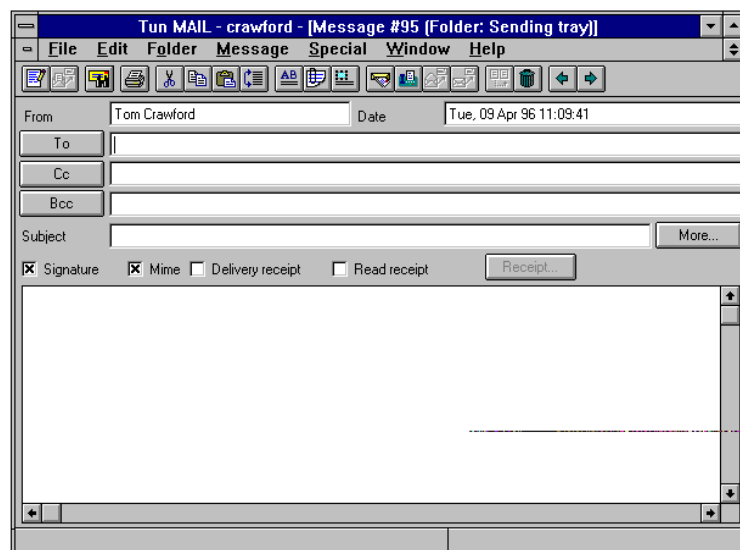 Tun MAIL - crawford - [Message #95 (Folder: Sending tray)]
File Edit Folder Message Special Window Help
AB
From Tom Crawford Date Tue, 09 Apr 96 11:09:41
To
Cc
Bcc
Subject More...
Signature Mime Delivery receipt Read receipt Receipt...